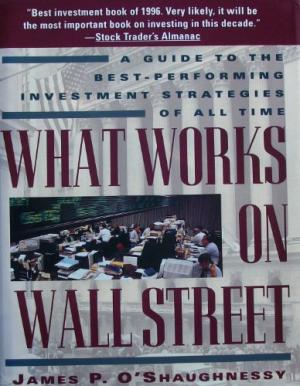 "Best investment book of 1996. Very likely, it will be
the most important book on investing in this decade."
—Stock Trader's Almanac
A GUIDE TO THE
BEST-PERFORMING
INVESTMENT STRATEGIES
OF ALL TIME
WHAT WORKS
ON
WALL STREET
JAMES P. O'SHAUGHNESSY